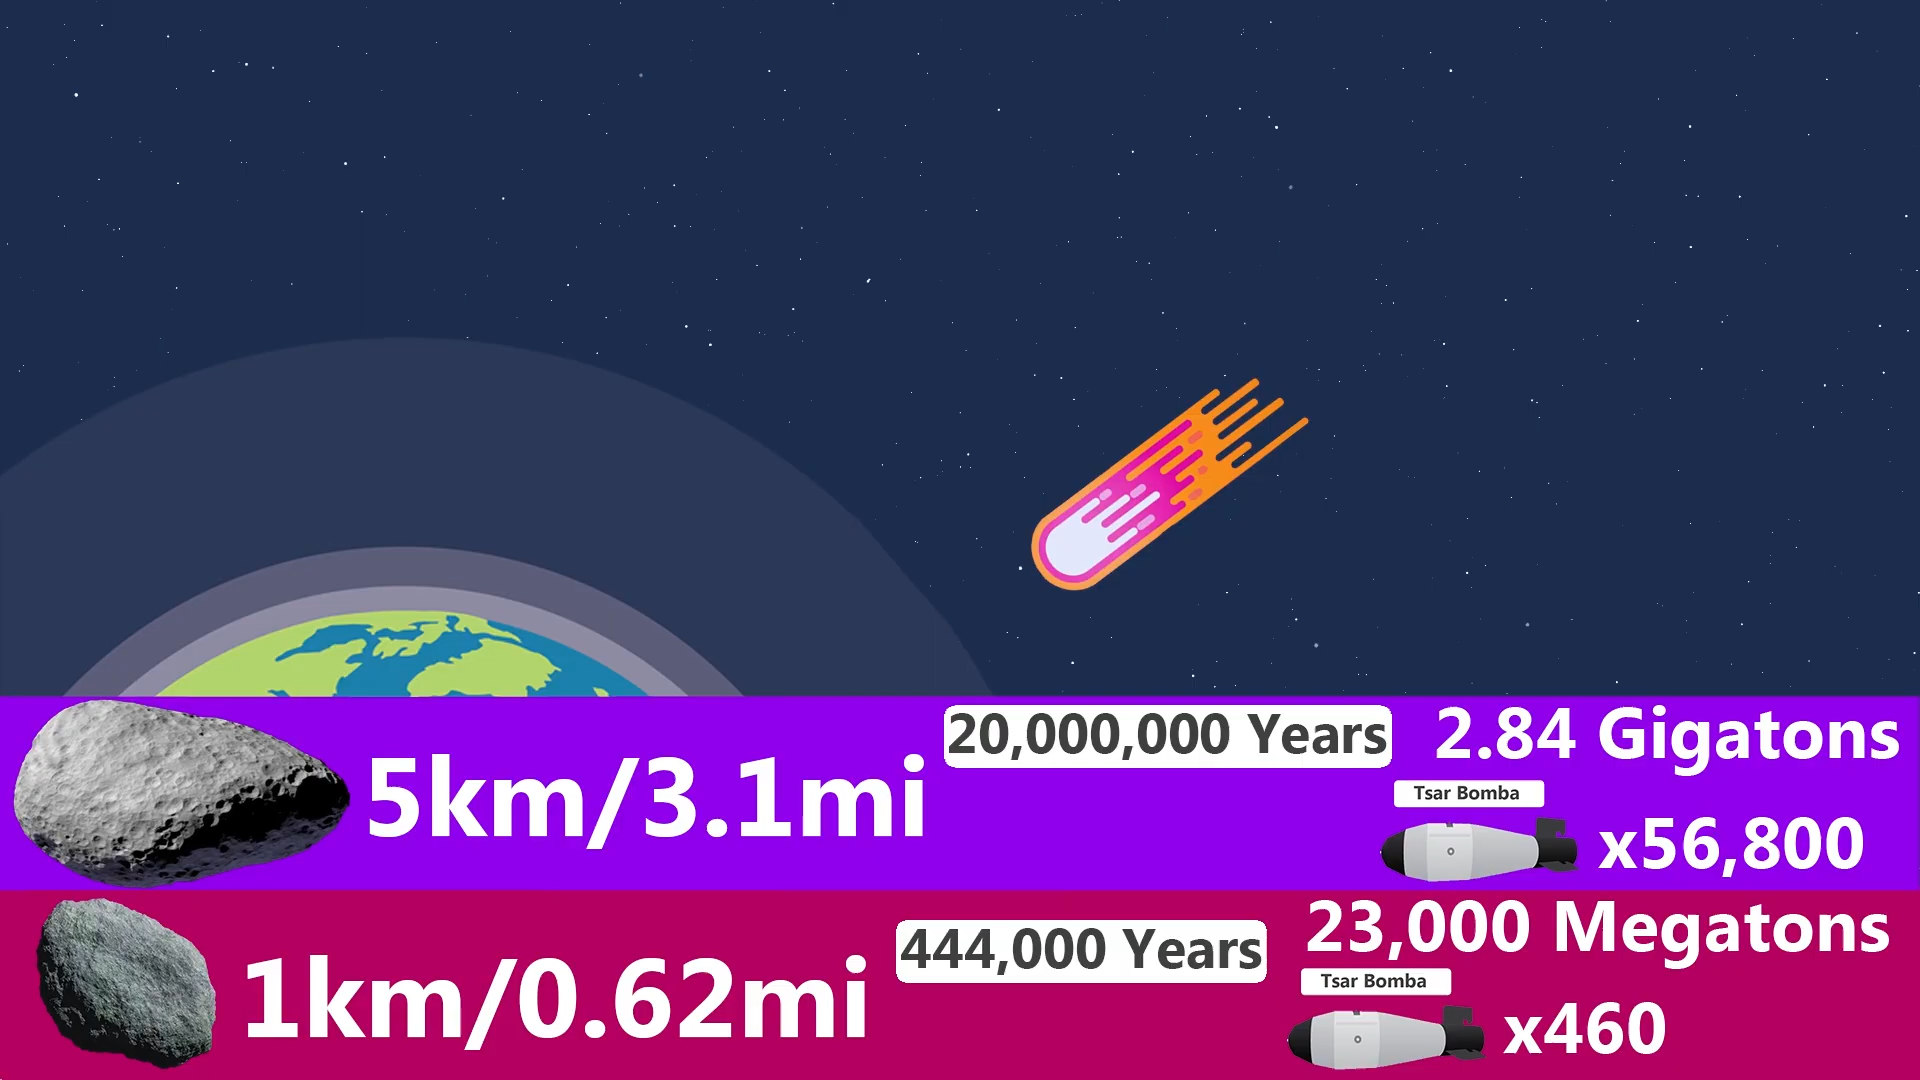 5km/3.1mi
20,000,000 Years
2.84 Gigatons
Tsar Bomba
x56,800
1km/0.62mi
444,000 Years
23,000 Megatons
Tsar Bomba
x460